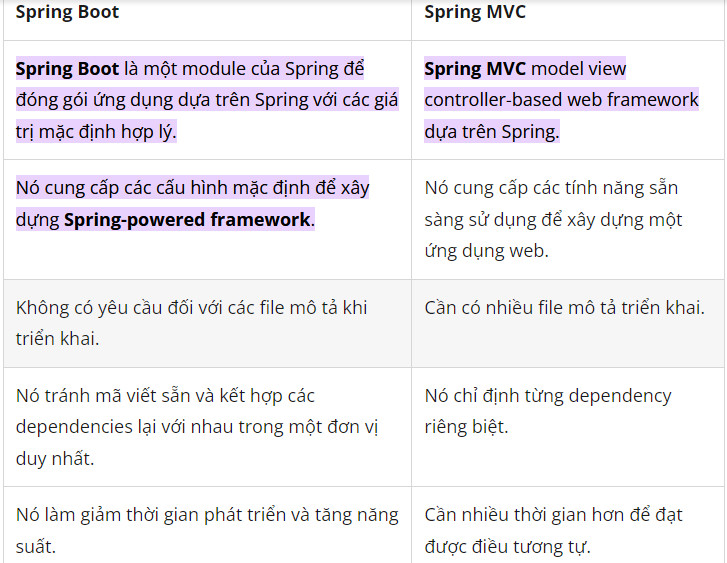 Spring Boot
Spring MVC
Spring Boot là một module của Spring để
đóng gói ứng dụng dựa trên Spring với các giá
trị mặc định hợp lý.
Spring MVC model view
controller-based web framework
dựa trên Spring.
Nó cung cấp các cấu hình mặc định để xây
dựng Spring-powered framework.
Nó cung cấp các tính năng sẵn
sàng sử dụng để xây dựng một
ứng dụng web.
Không có yêu cầu đối với các file mô tả khi
triển khai.
Cần có nhiều file mô tả triển khai.
Nó tránh mã viết sẵn và kết hợp các
dependencies lại với nhau trong một đơn vị
duy nhất.
Nó chỉ định từng dependency
riêng biệt.
Nó làm giảm thời gian phát triển và tăng năng
suất.
Cần nhiều thời gian hơn để đạt
được điều tương tự.